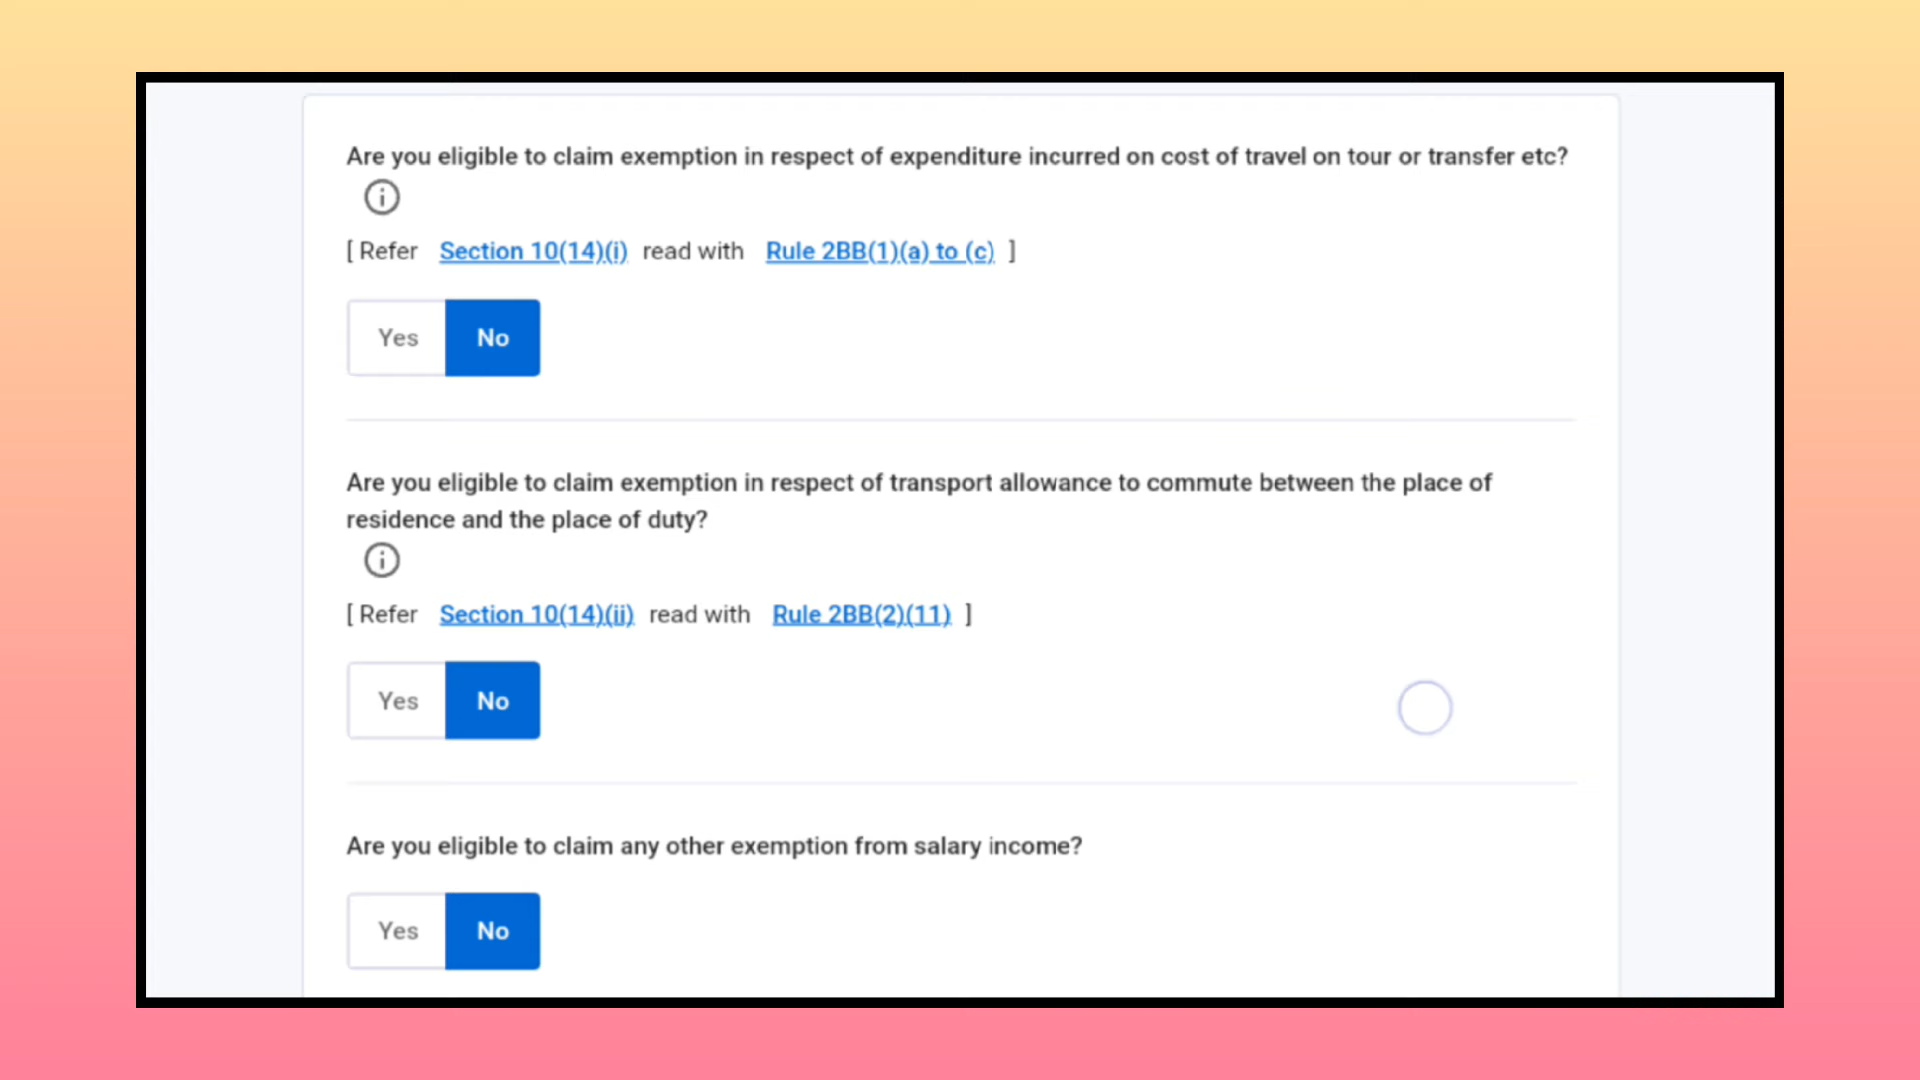 Are you eligible to claim exemption in respect of expenditure incurred on cost of travel on tour or transfer etc?
[ Refer Section 10(14)(i) read with Rule 2BB(1)(a) to (c) ]
Yes No
Are you eligible to claim exemption in respect of transport allowance to commute between the place of
residence and the place of duty?
[ Refer Section 10(14)(ii) read with Rule 2BB(2)(11) ]
Yes No
Are you eligible to claim any other exemption from salary income?
Yes No